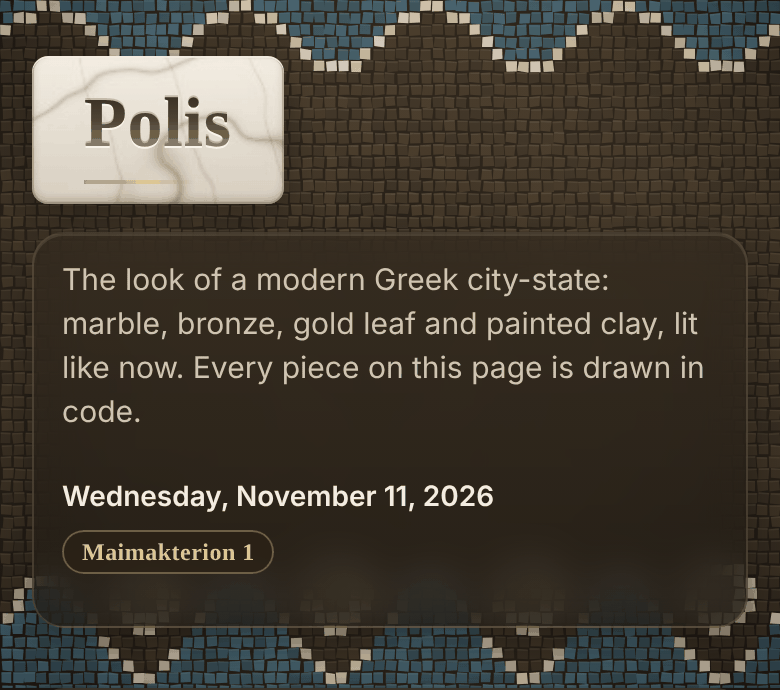 Polis
The look of a modern Greek city-state:
marble, bronze, gold leaf and painted clay, lit
like now. Every piece on this page is drawn in
code.
Wednesday, November 11, 2026
Maimakterion 1